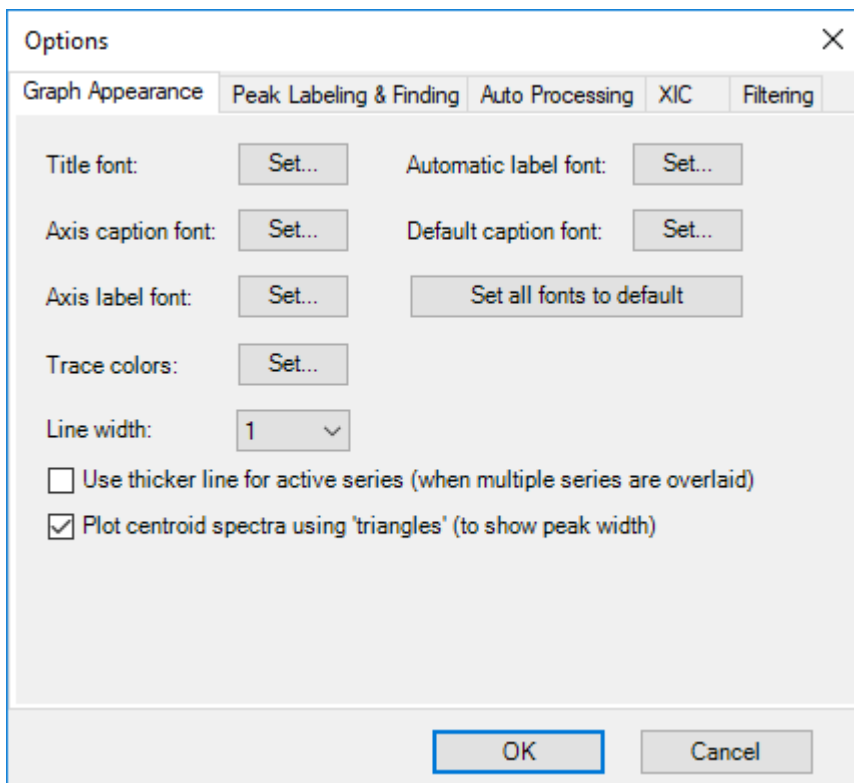 Options
Graph Appearance Peak Labeling & Finding Auto Processing XIC Filtering
Title font: Set... Automatic label font: Set...
Axis caption font: Set... Default caption font: Set...
Axis label font: Set... Set all fonts to default
Trace colors: Set...
Line width: 1
Use thicker line for active series (when multiple series are overlaid)
Plot centroid spectra using 'triangles' (to show peak width)
OK Cancel